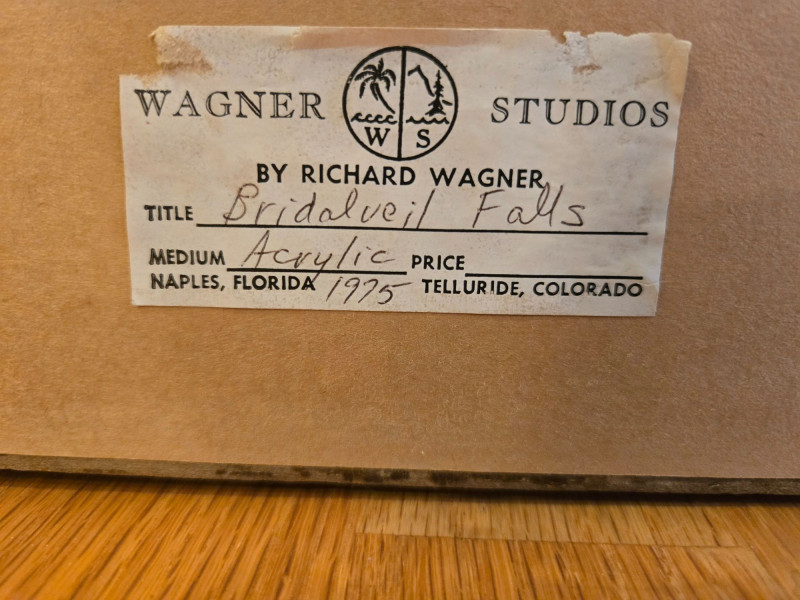 WAGNER W S STUDIOS
BY RICHARD WAGNER
TITLE Bridalveil Falls
MEDIUM Acrylic PRICE
NAPLES, FLORIDA 1975 TELLURIDE, COLORADO